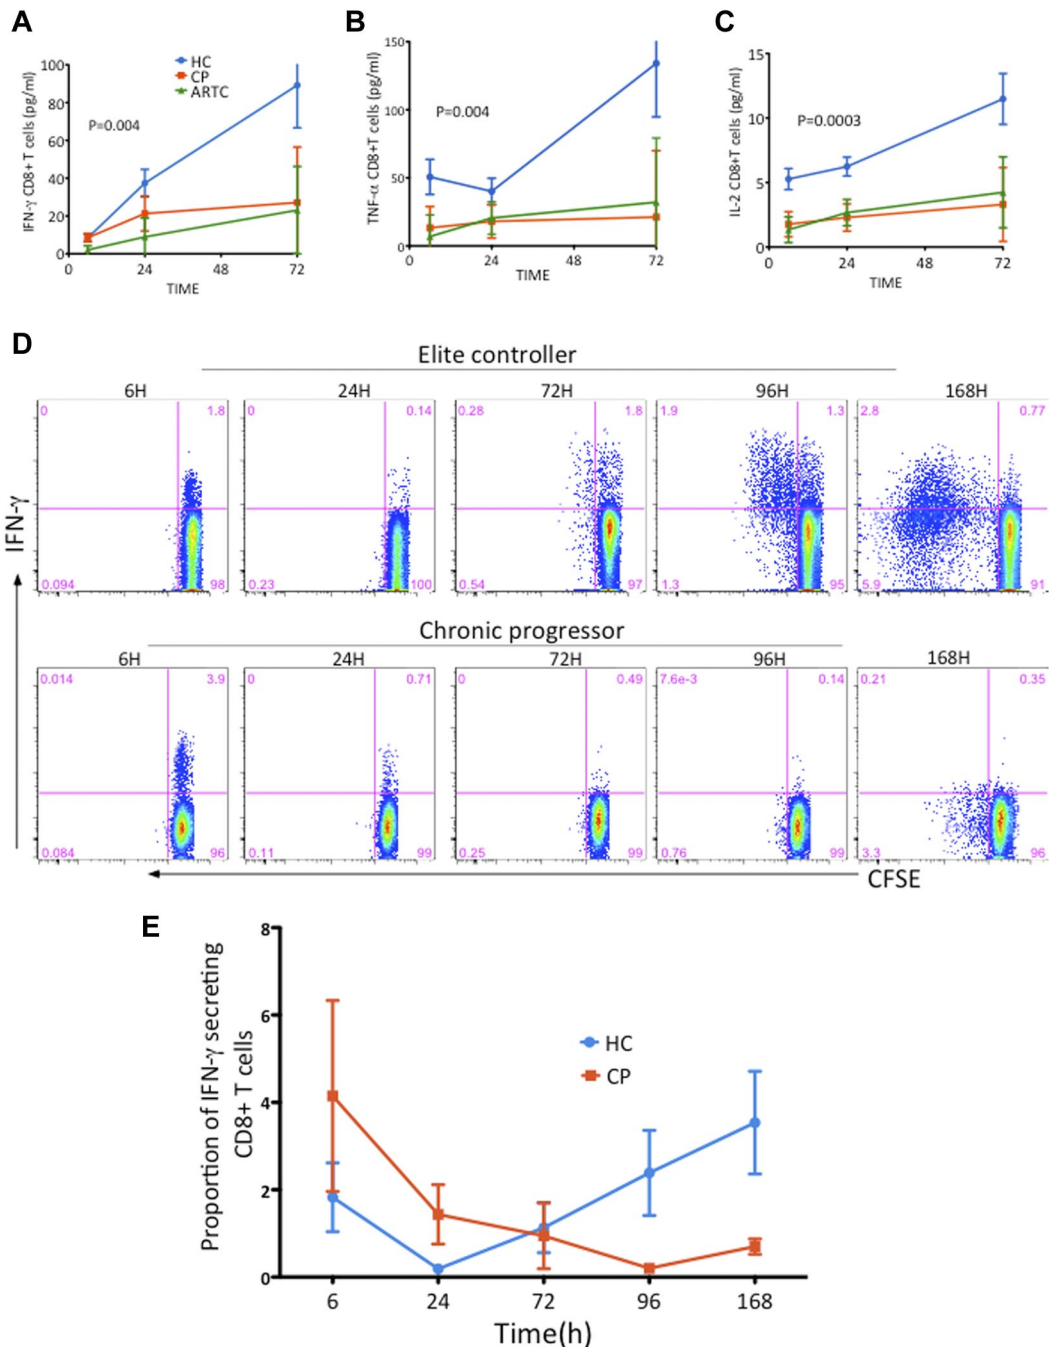 A
B
C
IFN-γ CD8+ T cells (pg/ml)
100
80
60
40
20
0
HC
CP
ARTC
P=0.004
0 24 48 72
TIME
TNF-α CD8+T cells (pg/ml)
150
100
50
0
P=0.004
0 24 48 72
TIME
IL-2 CD8+T cells (pg/ml)
15
10
5
0
P=0.0003
0 24 48 72
TIME
D
Elite controller
6H 24H 72H 96H 168H
0 1.8 0 0.14 0.28 1.8 1.9 1.3 2.8 0.77
0.094 98 0.23 100 0.54 97 1.3 95 5.9 91
IFN-γ
Chronic progressor
6H 24H 72H 96H 168H
0.014 3.9 0 0.71 0 0.49 7.6e-3 0.14 0.21 0.35
0.084 96 0.11 99 0.25 99 0.76 99 3.3 96
CFSE
E
Proportion of IFN-γ secreting
CD8+ T cells
8
6
4
2
0
HC
CP
6 24 72 96 168
Time(h)